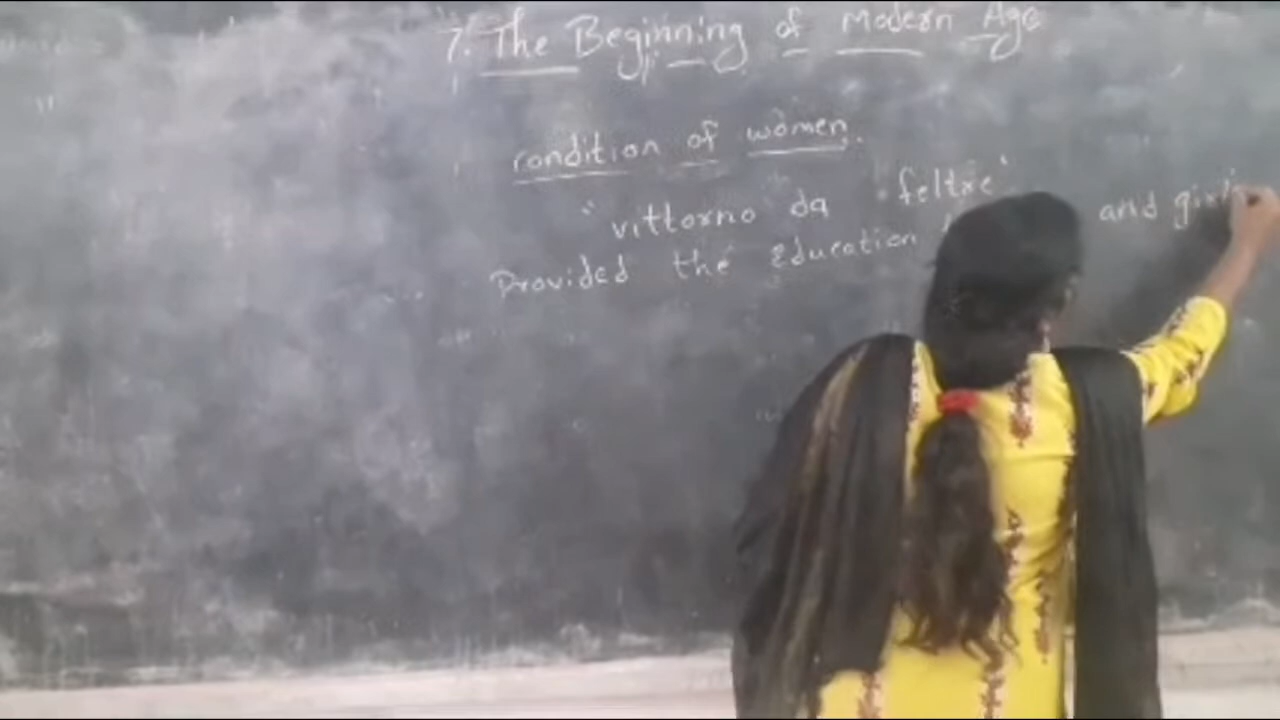 7. The Beginning of Modern Age
condition of women.
"vittorno da "feltre"
Provided the Education and girl